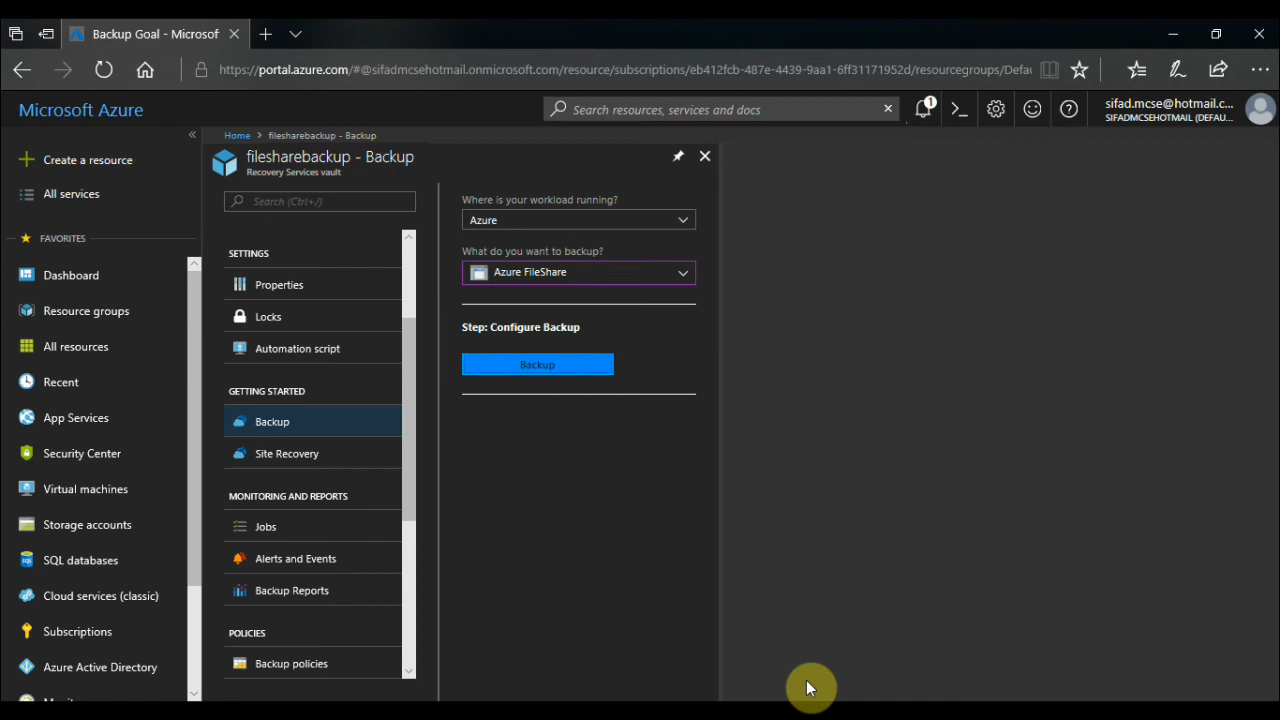 Backup Goal - Microsof
https://portal.azure.com/#@sifadmcsehotmail.onmicrosoft.com/resource/subscriptions/eb412fcb-487e-4439-9aa1-6ff31171952d/resourcegroups/Defau
Microsoft Azure
Search resources, services and docs
1
sifad.mcse@hotmail.c...
SIFADMCSEHOTMAIL (DEFAU...
Create a resource
All services
FAVORITES
Dashboard
Resource groups
All resources
Recent
App Services
Security Center
Virtual machines
Storage accounts
SQL databases
Cloud services (classic)
Subscriptions
Azure Active Directory
Home > filesharebackup - Backup
filesharebackup - Backup
Recovery Services vault
Search (Ctrl+/)
SETTINGS
Properties
Locks
Automation script
GETTING STARTED
Backup
Site Recovery
MONITORING AND REPORTS
Jobs
Alerts and Events
Backup Reports
POLICIES
Backup policies
Where is your workload running?
Azure
What do you want to backup?
Azure FileShare
Step: Configure Backup
Backup